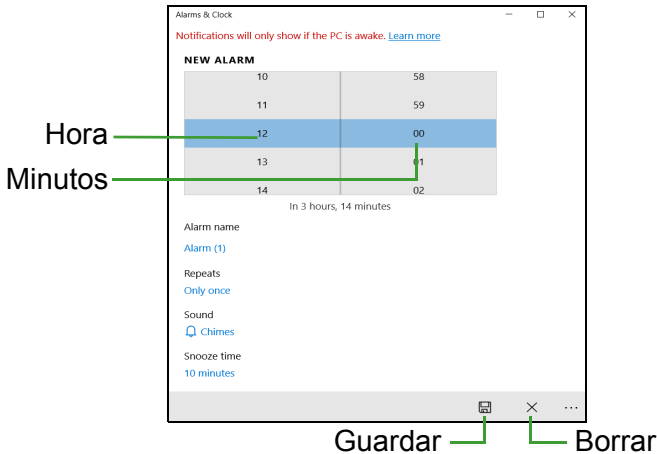 Alarms & Clock
Notifications will only show if the PC is awake. Learn more
NEW ALARM
10 58
11 59
Hora
12 00
13 01
Minutos
14 02
In 3 hours, 14 minutes
Alarm name
Alarm (1)
Repeats
Only once
Sound
Chimes
Snooze time
10 minutes
Guardar Borrar